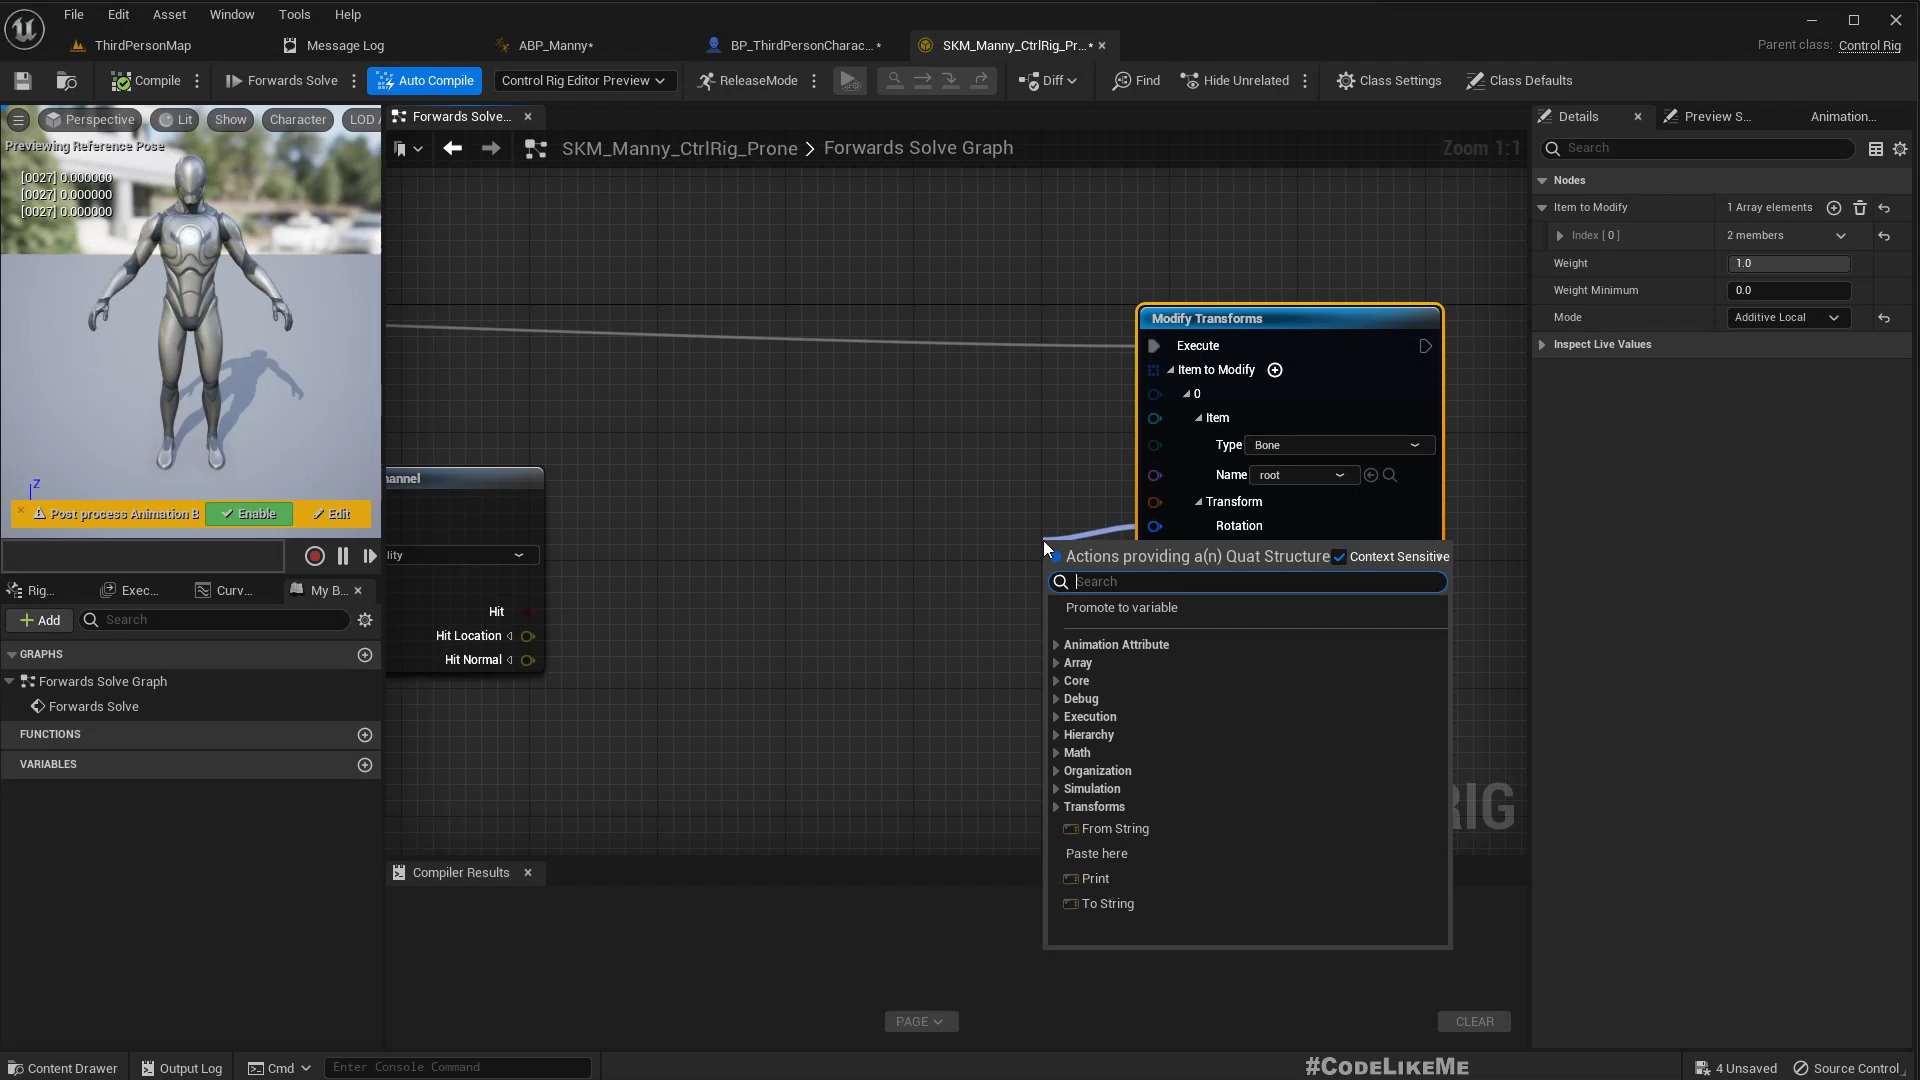 File Edit Asset Window Tools Help
ThirdPersonMap Message Log ABP_Manny* BP_ThirdPersonCharac...* SKM_Manny_CtrlRig_Pr...* Parent class: Control Rig
Compile Forwards Solve Auto Compile Control Rig Editor Preview ReleaseMode Diff Find Hide Unrelated Class Settings Class Defaults
Perspective Lit Show Character LOD
Previewing Reference Pose
[0027] 0.000000
[0027] 0.000000
[0027] 0.000000
Z
Post process Animation B Enable Edit
Rig... Exec... Curv... My B...
Add Search
GRAPHS
Forwards Solve Graph
Forwards Solve
FUNCTIONS
VARIABLES
Forwards Solve...
SKM_Manny_CtrlRig_Prone > Forwards Solve Graph Zoom 1:1
hannel
lity
Hit
Hit Location
Hit Normal
Modify Transforms
Execute
Item to Modify
0
Item
Type Bone
Name root
Transform
Rotation
Actions providing a(n) Quat Structure Context Sensitive
Search
Promote to variable
Animation Attribute
Array
Core
Debug
Execution
Hierarchy
Math
Organization
Simulation
Transforms
From String
Paste here
Print
To String
RIG
Compiler Results
PAGE CLEAR
Details Preview S... Animation...
Search
Nodes
Item to Modify 1 Array elements
Index [ 0 ] 2 members
Weight 1.0
Weight Minimum 0.0
Mode Additive Local
Inspect Live Values
Content Drawer Output Log Cmd Enter Console Command #CODELIKEME 4 Unsaved Source Control